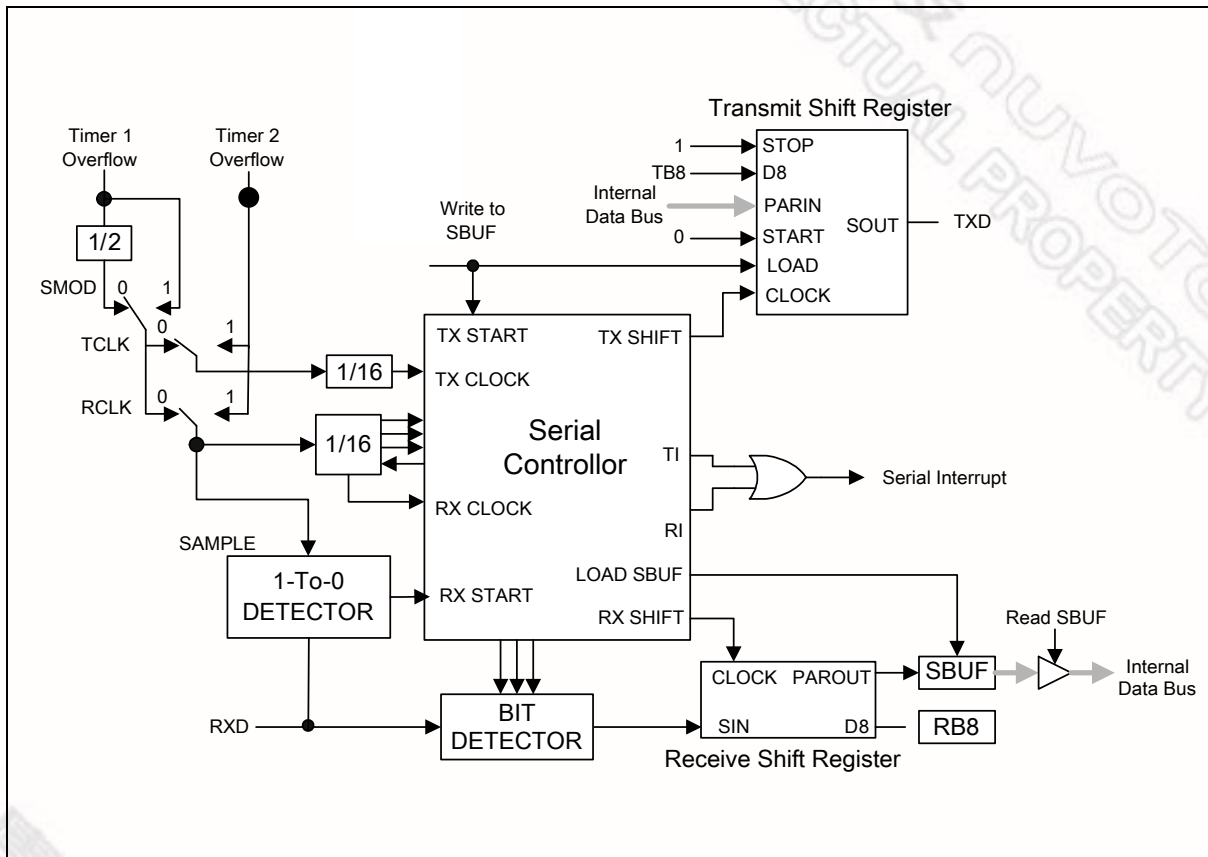 NUVOTO
CTUAL PROPERTY
Transmit Shift Register
Timer 1
Overflow
Timer 2
Overflow
1
STOP
TB8
D8
Internal
Data Bus
PARIN
SOUT
TXD
0
START
LOAD
CLOCK
Write to
SBUF
1/2
SMOD
0
1
TCLK
0
1
RCLK
0
1
1/16
1/16
TX START
TX SHIFT
TX CLOCK
Serial
Controllor
TI
RI
Serial Interrupt
RX CLOCK
SAMPLE
1-To-0
DETECTOR
RX START
LOAD SBUF
RX SHIFT
Read SBUF
CLOCK
PAROUT
SBUF
Internal
Data Bus
RXD
BIT
DETECTOR
SIN
D8
RB8
Receive Shift Register